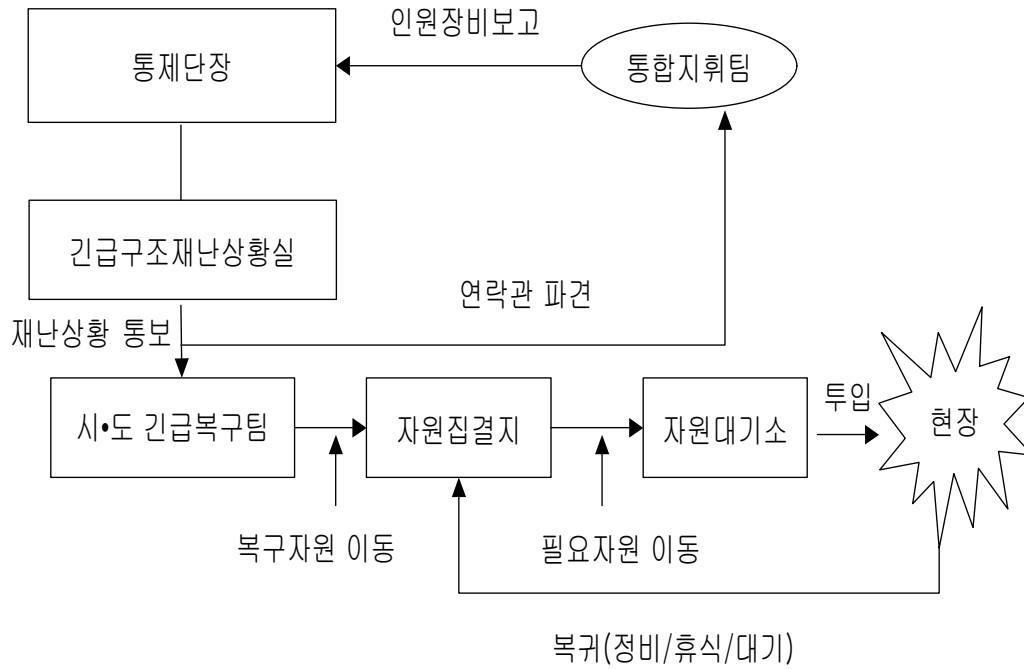 인원장비보고
통제단장
통합지휘팀
긴급구조재난상황실
연락관 파견
재난상황 통보
시•도 긴급복구팀
자원집결지
자원대기소
투입
현장
복구자원 이동
필요자원 이동
복귀(정비/휴식/대기)